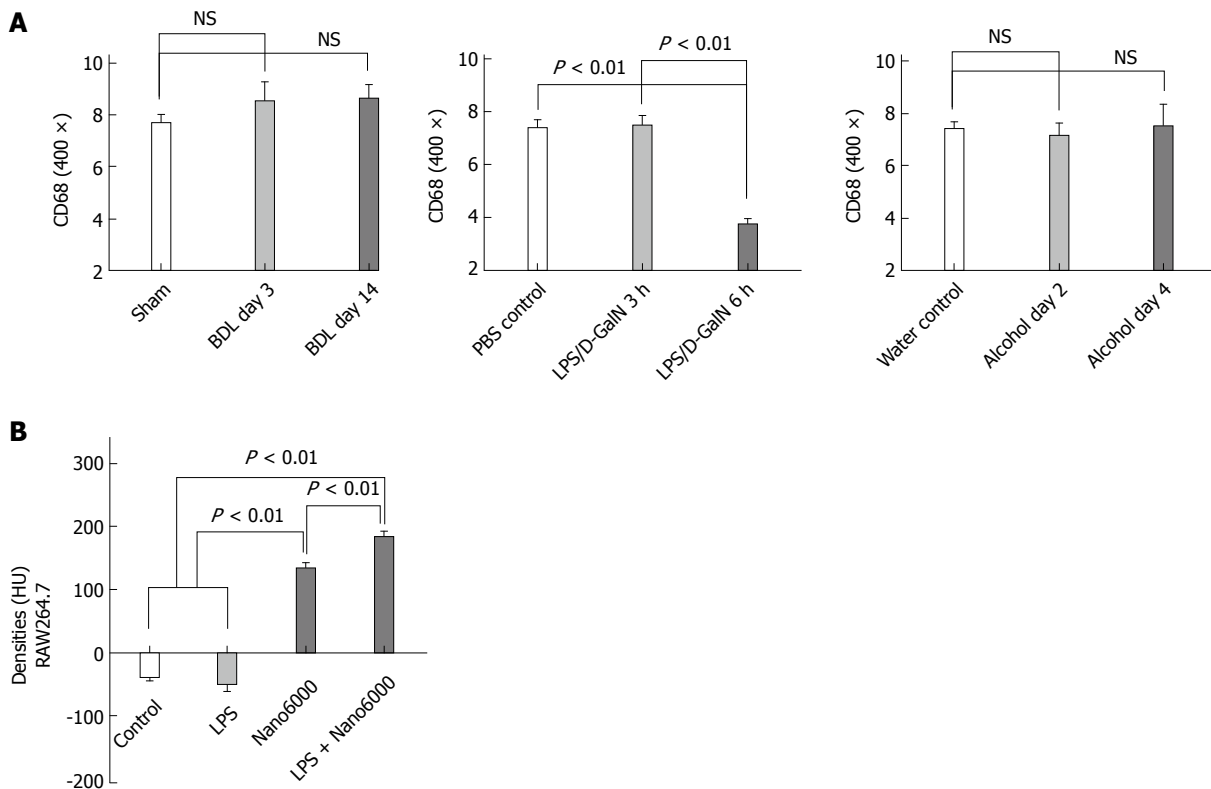 A
NS
NS
10
8
6
4
2
CD68 (400 ×)
Sham
BDL day 3
BDL day 14
P < 0.01
P < 0.01
10
8
6
4
2
CD68 (400 ×)
PBS control
LPS/D-GalN 3 h
LPS/D-GalN 6 h
NS
NS
10
8
6
4
2
CD68 (400 ×)
Water control
Alcohol day 2
Alcohol day 4
B
300
200
100
0
-100
-200
Densities (HU)
RAW264.7
P < 0.01
P < 0.01
P < 0.01
Control
LPS
Nano6000
LPS + Nano6000